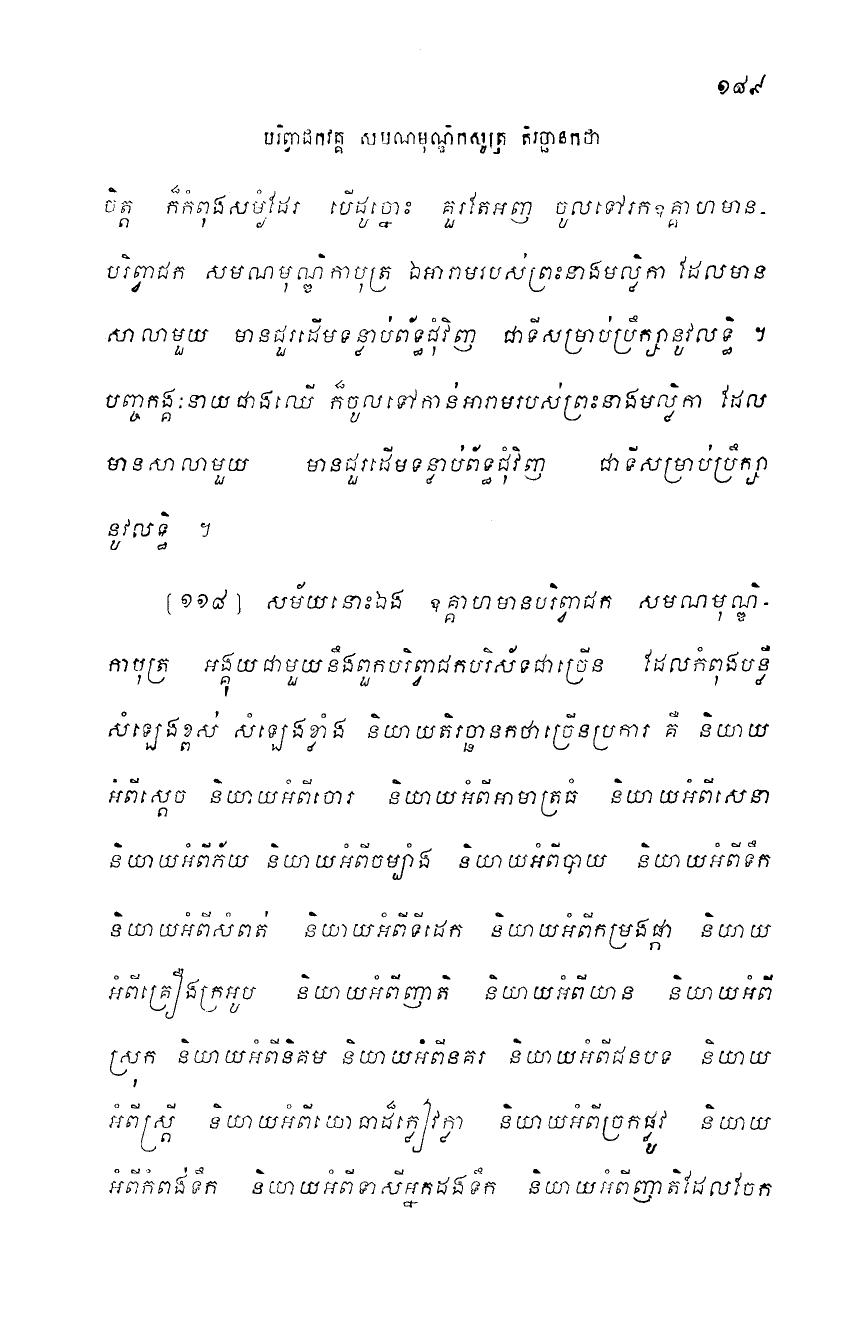 ១៨៩
បរិព្វាជកវគ្គ សមណមុណ្ឌិកសូត្រ តិរច្ឆានកថា
ចិត្ត ក៏កំពុងសម្ងំដែរ បើដូច្នោះ គួរតែអញ ចូលទៅរកឧគ្គាហមាន-
បរិព្វាជក សមណមុណ្ឌិកាបុត្រ ឯអារាមរបស់ព្រះនាងមល្លិកា ដែលមាន
សាលាមួយ មានជួរដើមទន្លាប់ព័ទ្ធជុំវិញ ជាទីសម្រាប់ប្រឹក្សានូវលទ្ធិ ។
បញ្ចកង្គៈនាយជាងឈើ ក៏ចូលទៅកាន់អារាមរបស់ព្រះនាងមល្លិកា ដែល
មានសាលាមួយ មានជួរដើមទន្លាប់ព័ទ្ធជុំវិញ ជាទីសម្រាប់ប្រឹក្សា
នូវលទ្ធិ ។
[១១៨] សម័យនោះឯង ឧគ្គាហមានបរិព្វាជក សមណមុណ្ឌិ-
កាបុត្រ អង្គុយជាមួយនឹងពួកបរិព្វាជកបរិស័ទជាច្រើន ដែលកំពុងបន្លឺ
សំឡេងខ្ពស់ សំឡេងខ្លាំង និយាយតិរច្ឆានកថាច្រើនប្រការ គឺ និយាយ
អំពីស្តេច និយាយអំពីចោរ និយាយអំពីអាមាត្រធំ និយាយអំពីសេនា
និយាយអំពីភ័យ និយាយអំពីចម្បាំង និយាយអំពីបាយ និយាយអំពីទឹក
និយាយអំពីសំពត់ និយាយអំពីទីដេក និយាយអំពីកម្រងផ្កា និយាយ
អំពីគ្រឿងក្រអូប និយាយអំពីញាតិ និយាយអំពីយាន និយាយអំពី
ស្រុក និយាយអំពីនិគម និយាយអំពីនគរ និយាយអំពីជនបទ និយាយ
អំពីស្ត្រី និយាយអំពីយោធាដ៏ក្លៀវក្លា និយាយអំពីច្រកផ្លូវ និយាយ
អំពីកំពង់ទឹក និយាយអំពីទាសីអ្នកដងទឹក និយាយអំពីញាតិដែលចែក